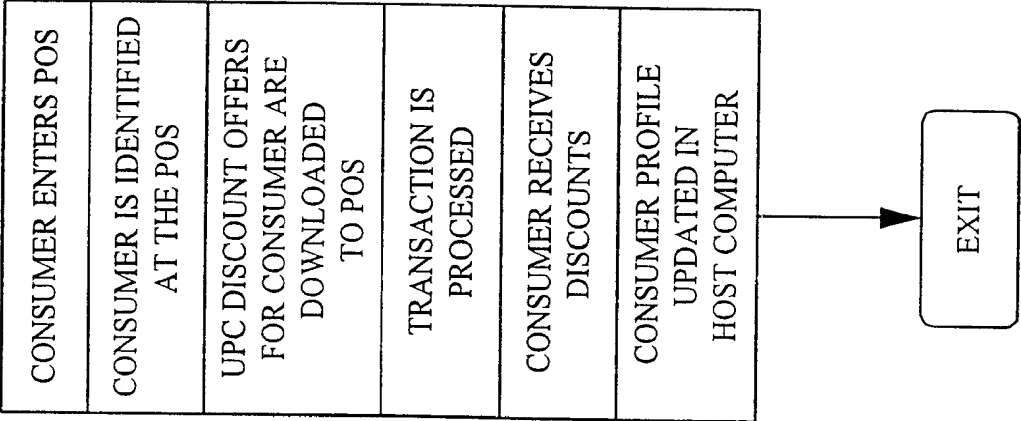 CONSUMER ENTERS POS
CONSUMER IS IDENTIFIED
AT THE POS
UPC DISCOUNT OFFERS
FOR CONSUMER ARE
DOWNLOADED
TO POS
TRANSACTION IS
PROCESSED
CONSUMER RECEIVES
DISCOUNTS
CONSUMER PROFILE
UPDATED IN
HOST COMPUTER
EXIT